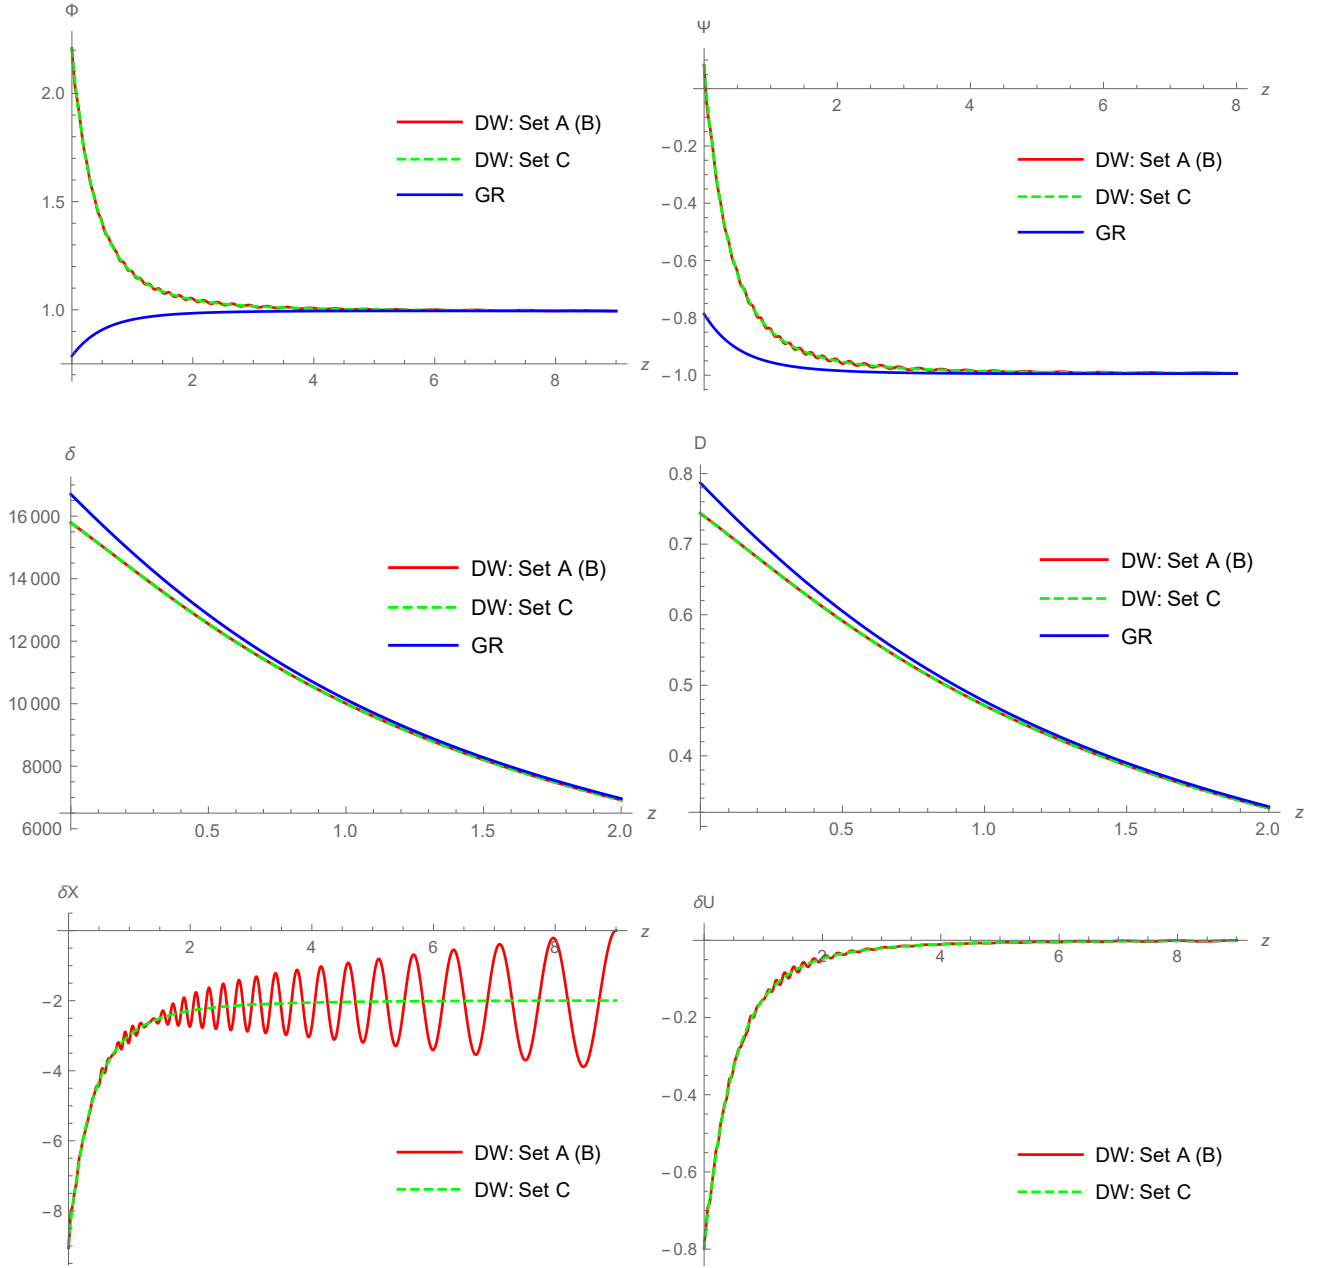 Φ
2.0
1.5
1.0
2 4 6 8 z
DW: Set A (B)
DW: Set C
GR
Ψ
2 4 6 8 z
−0.2
−0.4
−0.6
−0.8
−1.0
DW: Set A (B)
DW: Set C
GR
δ
16 000
14 000
12 000
10 000
8000
6000
0.5 1.0 1.5 2.0 z
DW: Set A (B)
DW: Set C
GR
D
0.8
0.7
0.6
0.5
0.4
0.5 1.0 1.5 2.0 z
DW: Set A (B)
DW: Set C
GR
δX
2 4 6 8 z
−2
−4
−6
−8
DW: Set A (B)
DW: Set C
δU
2 4 6 8 z
−0.2
−0.4
−0.6
−0.8
DW: Set A (B)
DW: Set C